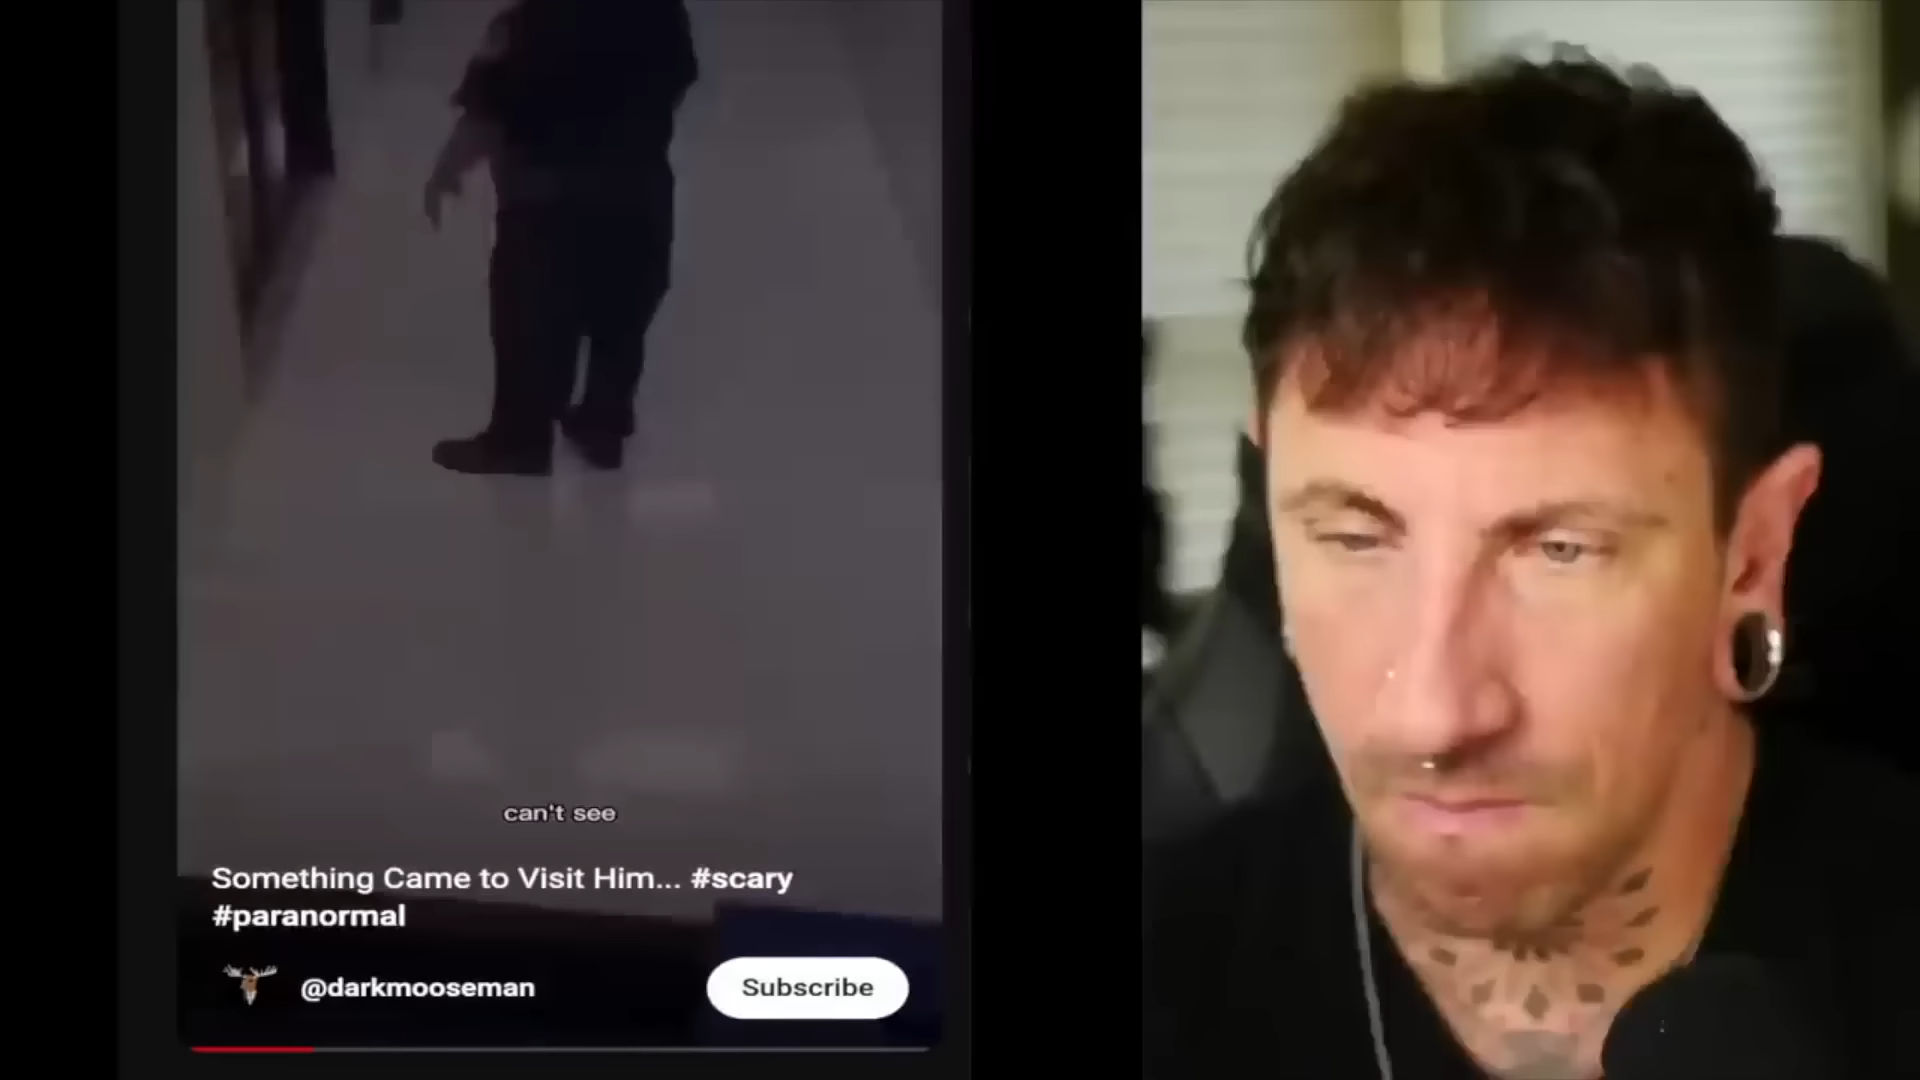 can't see
Something Came to Visit Him... #scary
#paranormal
@darkmooseman
Subscribe